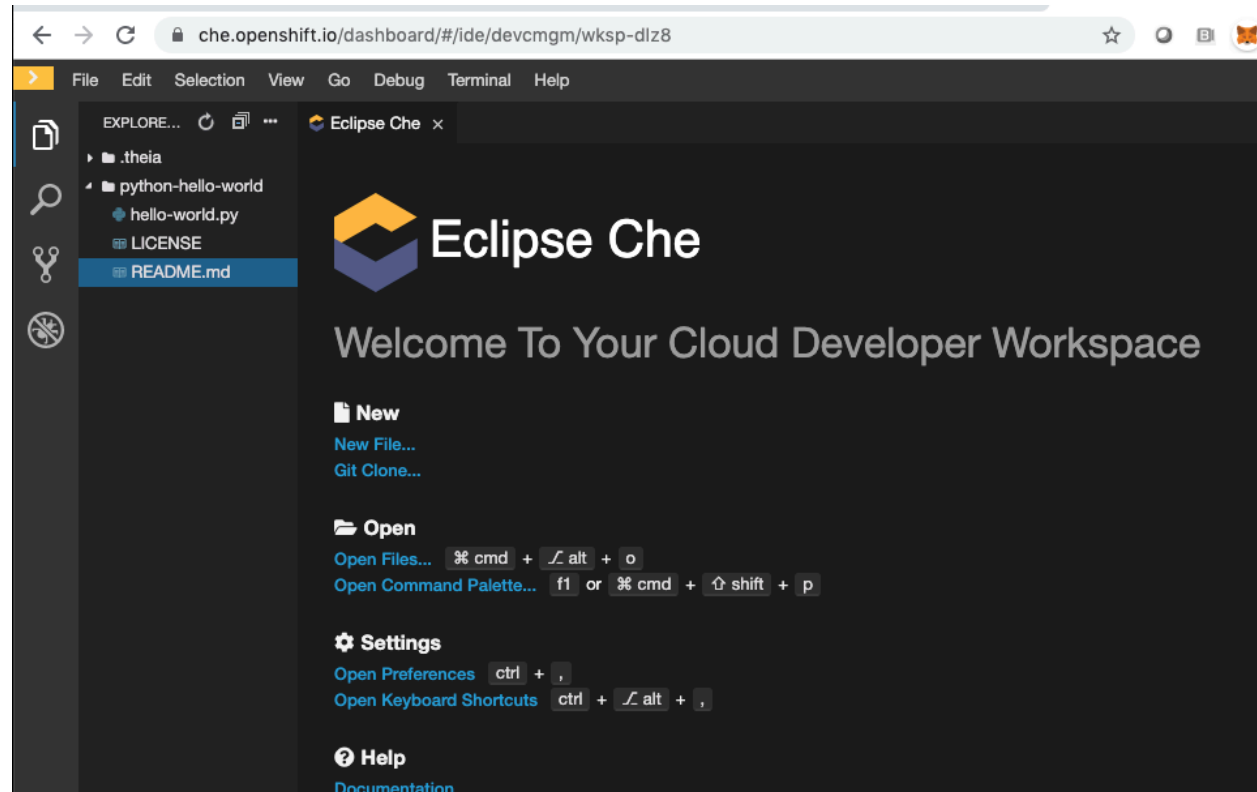 che.openshift.io/dashboard/#/ide/devcmgm/wksp-dlz8
File Edit Selection View Go Debug Terminal Help
EXPLORE...
Eclipse Che ×
.theia
python-hello-world
hello-world.py
LICENSE
README.md
Eclipse Che
Welcome To Your Cloud Developer Workspace
New
New File...
Git Clone...
Open
Open Files... ⌘ cmd + ⌥ alt + o
Open Command Palette... f1 or ⌘ cmd + ⇧ shift + p
Settings
Open Preferences ctrl + ,
Open Keyboard Shortcuts ctrl + ⌥ alt + ,
Help
Documentation